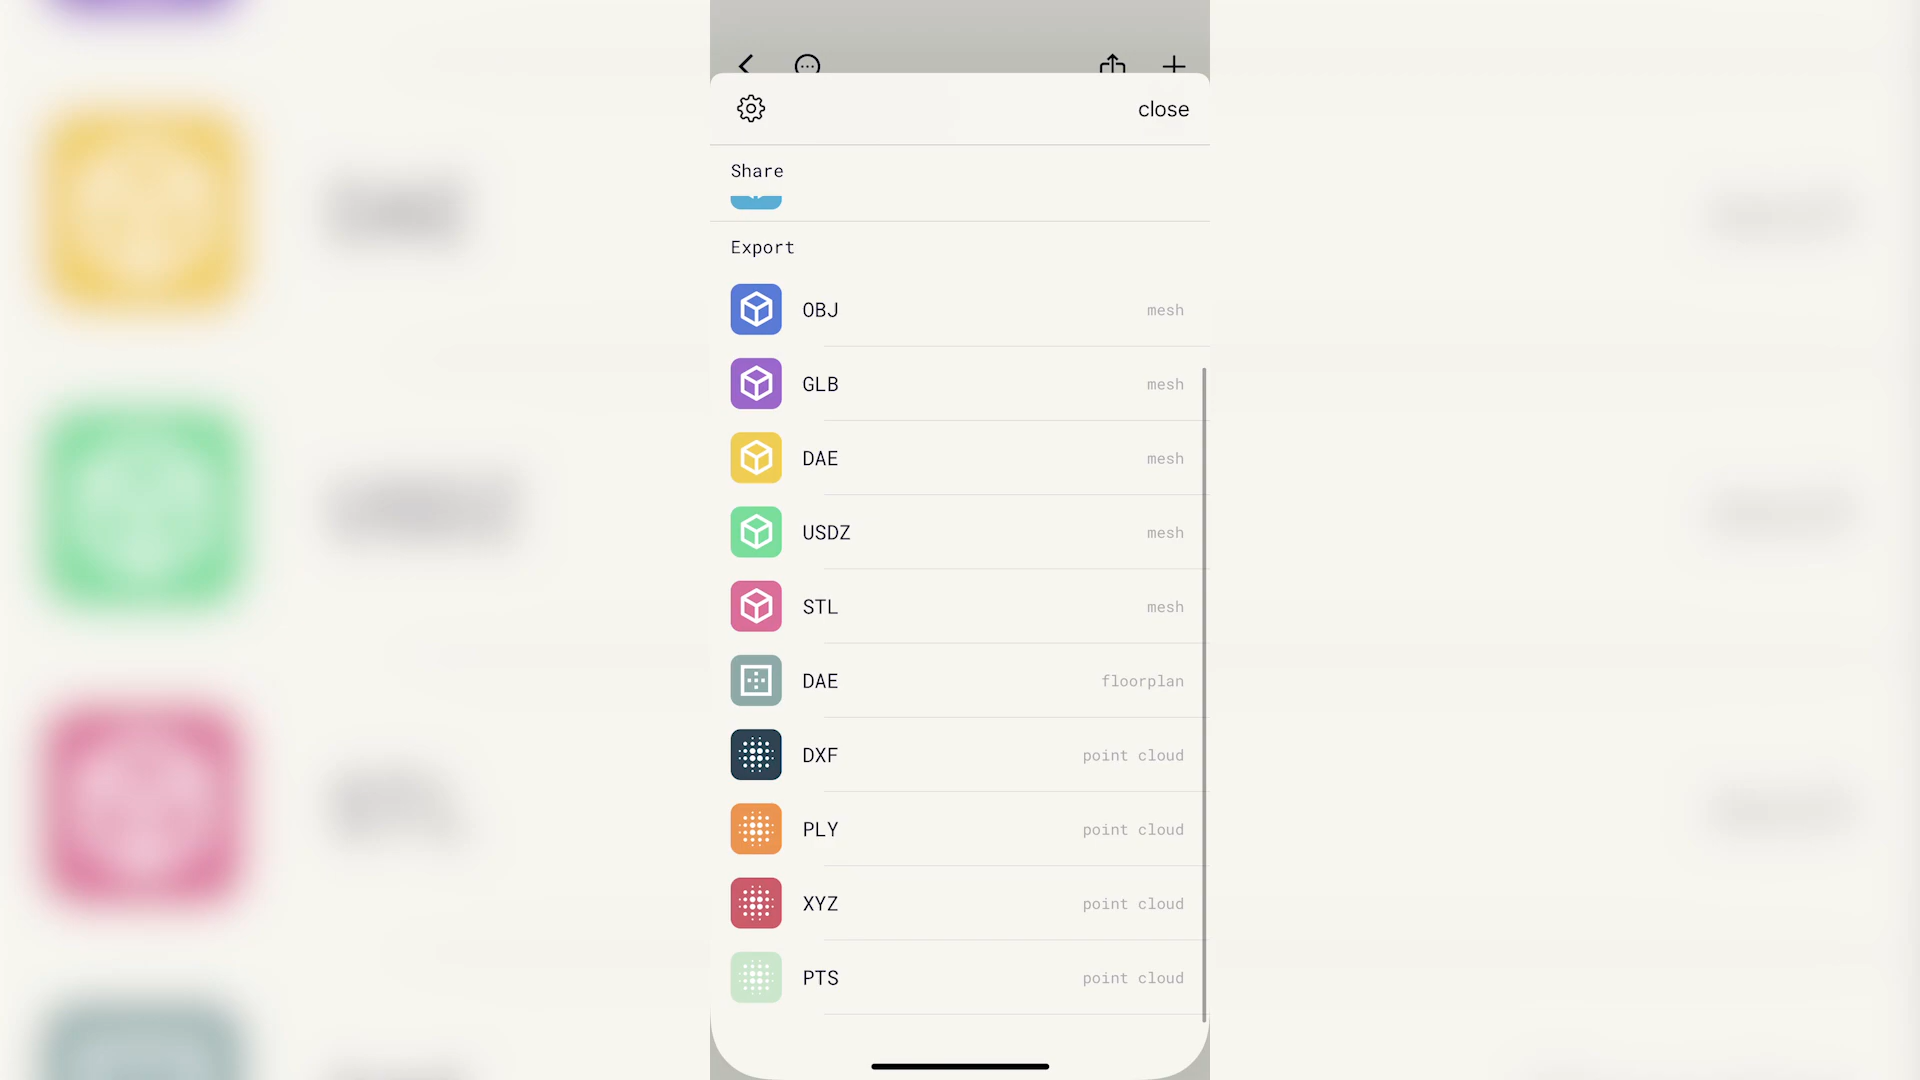 close
Share
Export
OBJ mesh
GLB mesh
DAE mesh
USDZ mesh
STL mesh
DAE floorplan
DXF point cloud
PLY point cloud
XYZ point cloud
PTS point cloud